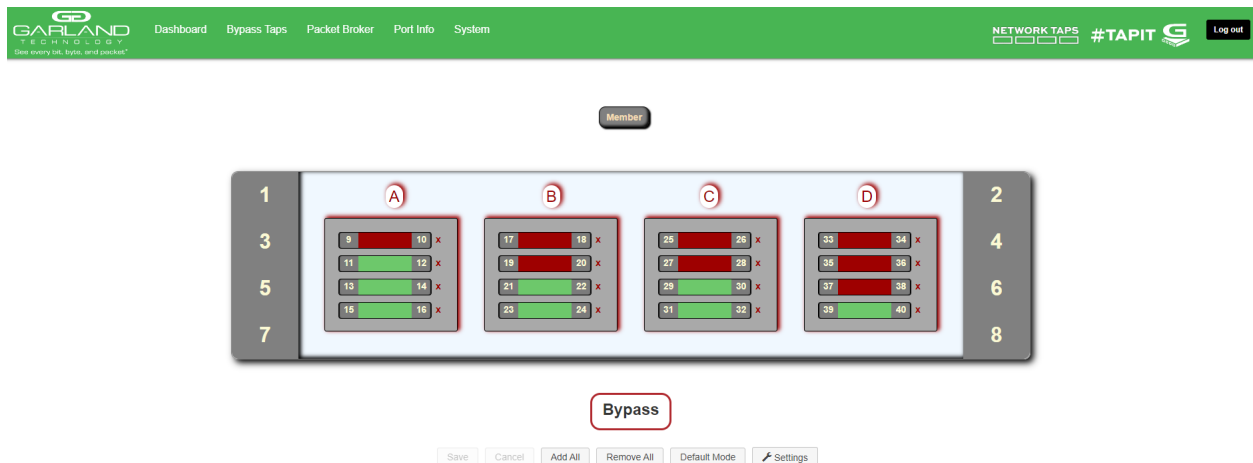 GARLAND
TECHNOLOGY
See every bit, byte, and packet®
Dashboard Bypass Taps Packet Broker Port Info System
NETWORK TAPS #TAPIT Log out
Member
1 A B C D 2
3 9 10 x 17 18 x 25 26 x 33 34 x 4
11 12 x 19 20 x 27 28 x 35 36 x
5 13 14 x 21 22 x 29 30 x 37 38 x 6
15 16 x 23 24 x 31 32 x 39 40 x
7 8
Bypass
Save Cancel Add All Remove All Default Mode Settings